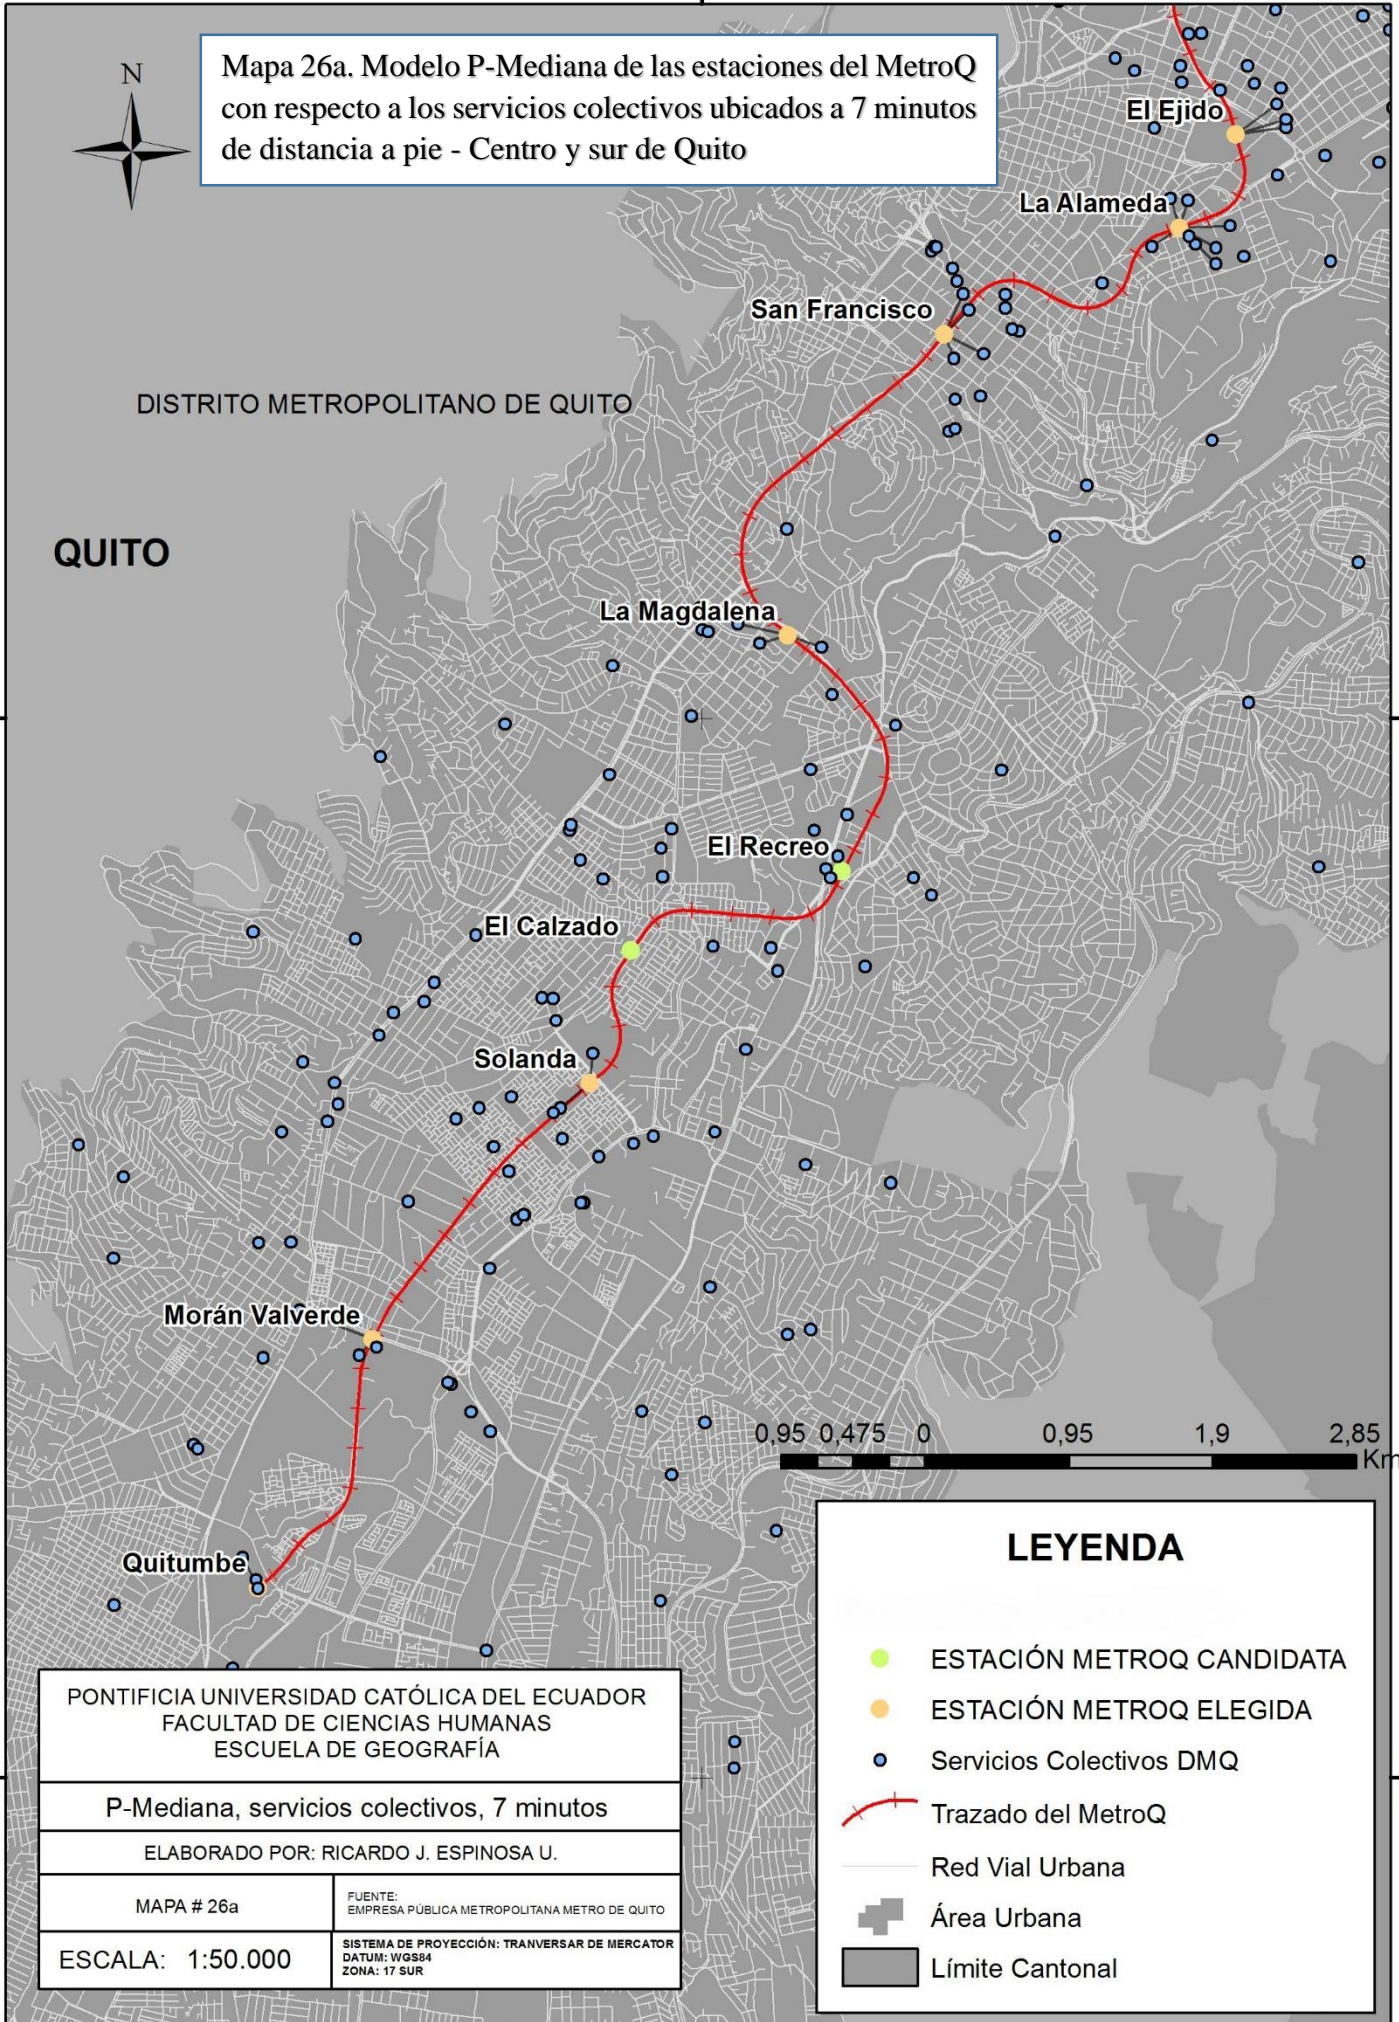 N
Mapa 26a. Modelo P-Mediana de las estaciones del MetroQ
con respecto a los servicios colectivos ubicados a 7 minutos
de distancia a pie - Centro y sur de Quito
El Ejido
La Alameda
San Francisco
DISTRITO METROPOLITANO DE QUITO
QUITO
La Magdalena
El Recreo
El Calzado
Solanda
Morán Valverde
Quitumbe
0,95 0,475 0 0,95 1,9 2,85
Km
LEYENDA
ESTACIÓN METROQ CANDIDATA
ESTACIÓN METROQ ELEGIDA
Servicios Colectivos DMQ
Trazado del MetroQ
Red Vial Urbana
Área Urbana
Límite Cantonal
PONTIFICIA UNIVERSIDAD CATÓLICA DEL ECUADOR
FACULTAD DE CIENCIAS HUMANAS
ESCUELA DE GEOGRAFÍA
P-Mediana, servicios colectivos, 7 minutos
ELABORADO POR: RICARDO J. ESPINOSA U.
MAPA # 26a
FUENTE:
EMPRESA PÚBLICA METROPOLITANA METRO DE QUITO
ESCALA: 1:50.000
SISTEMA DE PROYECCIÓN: TRANVERSAR DE MERCATOR
DATUM: WGS84
ZONA: 17 SUR